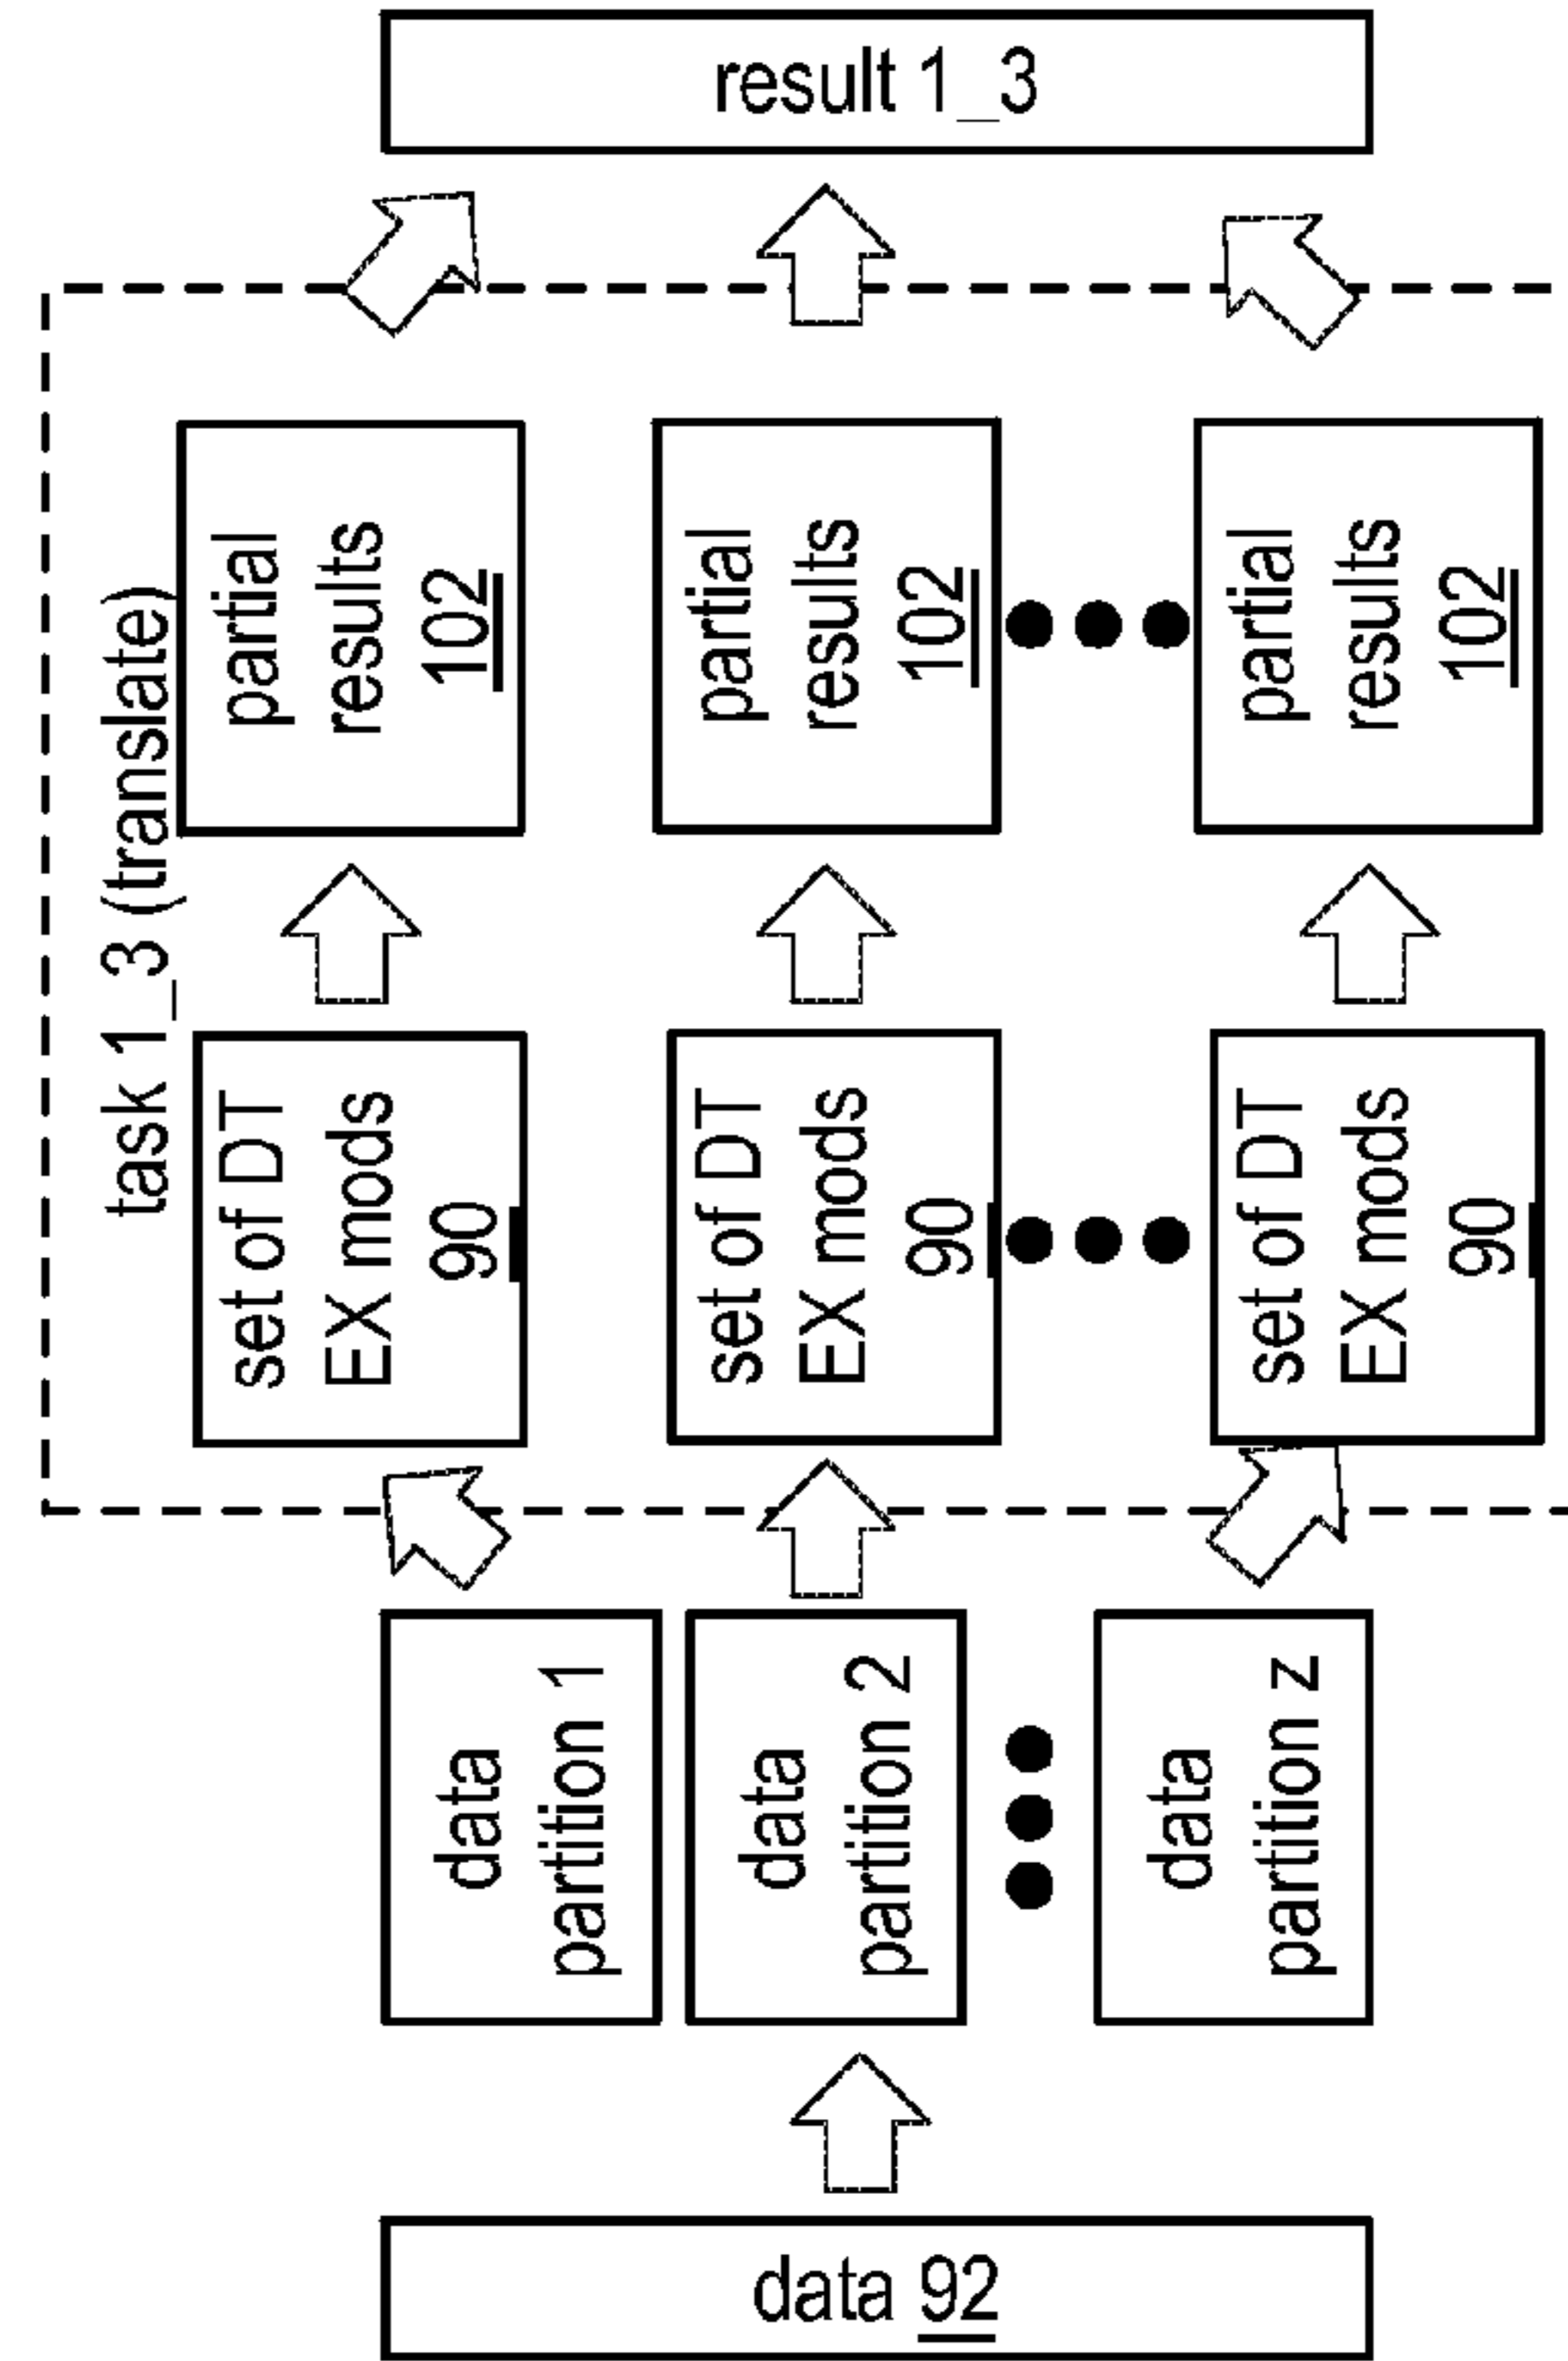 result 1_3
task 1_3 (translate)
partial
results
102
partial
results
102
partial
results
102
set of DT
EX mods
90
set of DT
EX mods
90
set of DT
EX mods
90
data
partition 1
data
partition 2
data
partition z
data 92